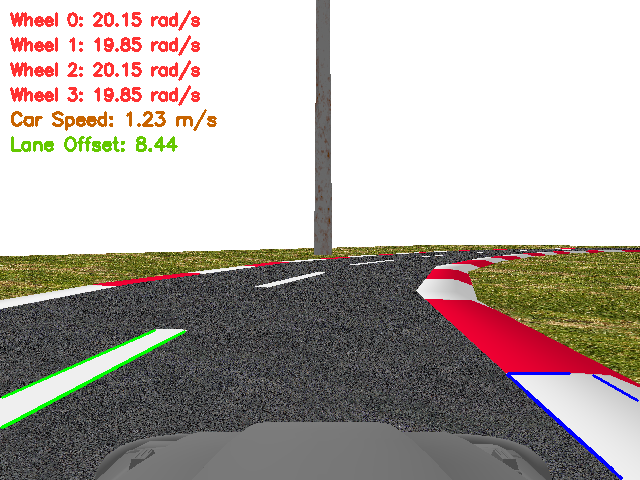 Wheel 0: 20.15 rad/s
Wheel 1: 19.85 rad/s
Wheel 2: 20.15 rad/s
Wheel 3: 19.85 rad/s
Car Speed: 1.23 m/s
Lane Offset: 8.44